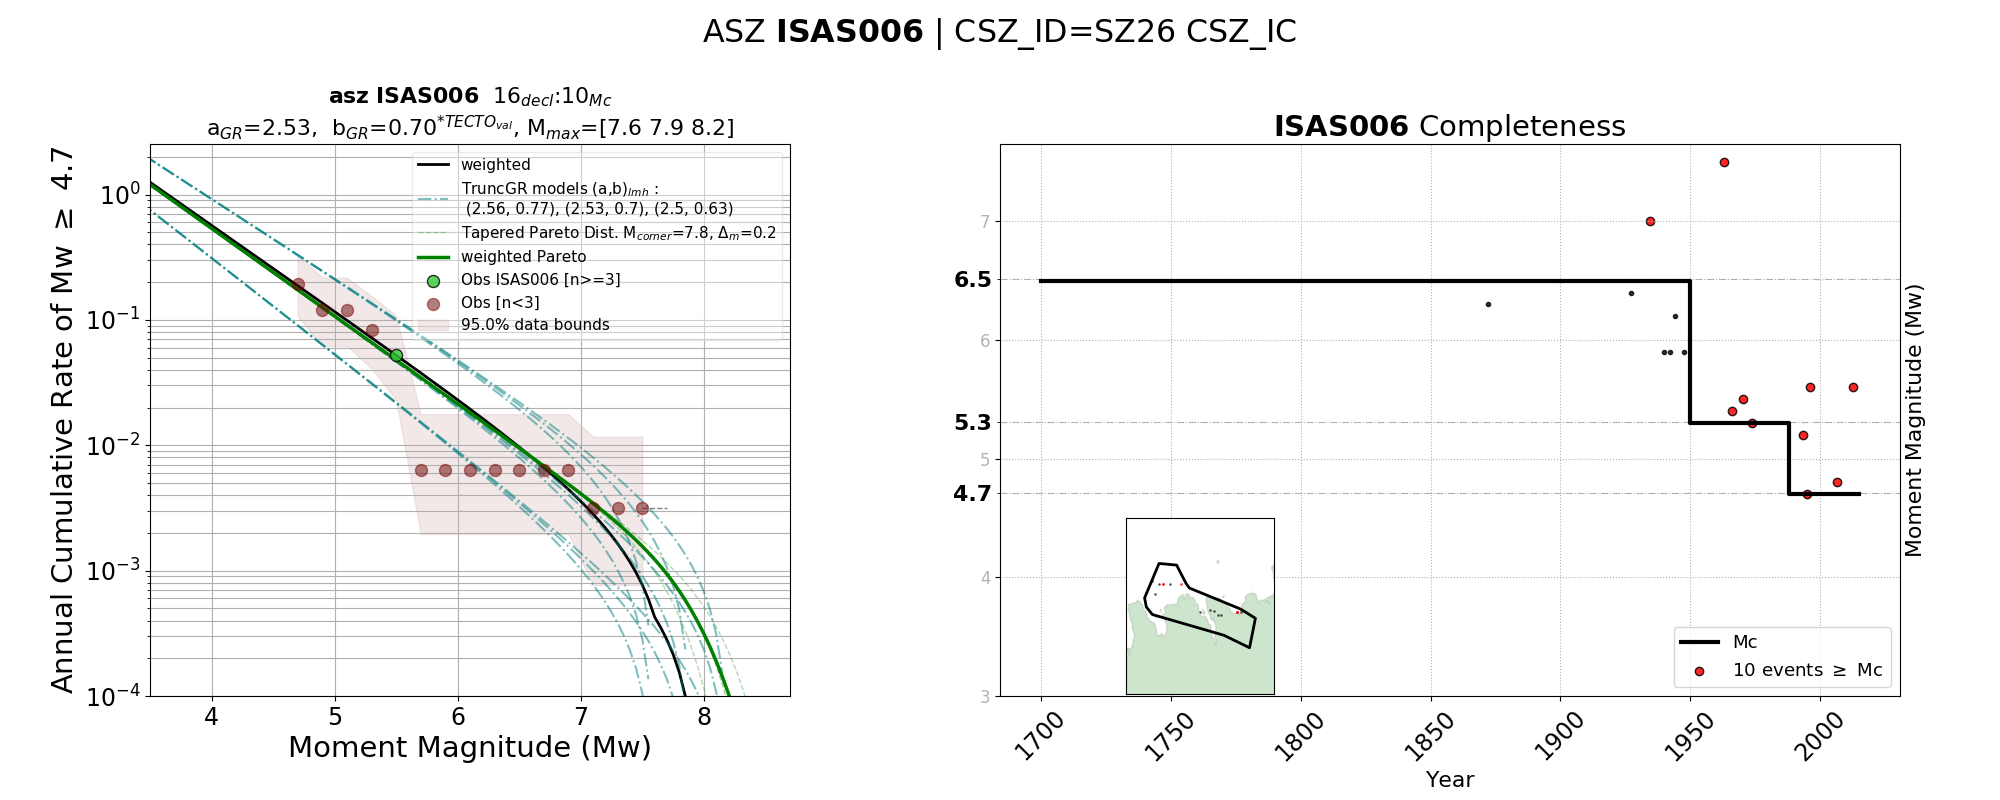 ASZ ISAS006 | CSZ_ID=SZ26 CSZ_IC
asz ISAS006 16decl:10Mc
aGR=2.53, bGR=0.70*TECTOval, Mmax=[7.6 7.9 8.2]
Annual Cumulative Rate of Mw ≥ 4.7
10^0
10^−1
10^−2
10^−3
10^−4
weighted
TruncGR models (a,b)lmh :
(2.56, 0.77), (2.53, 0.7), (2.5, 0.63)
Tapered Pareto Dist. Mcorner=7.8, Δm=0.2
weighted Pareto
Obs ISAS006 [n>=3]
Obs [n<3]
95.0% data bounds
4 5 6 7 8
Moment Magnitude (Mw)
ISAS006 Completeness
7
6.5
6
5.3
5
4.7
4
3
Moment Magnitude (Mw)
Mc
10 events ≥ Mc
1700 1750 1800 1850 1900 1950 2000
Year